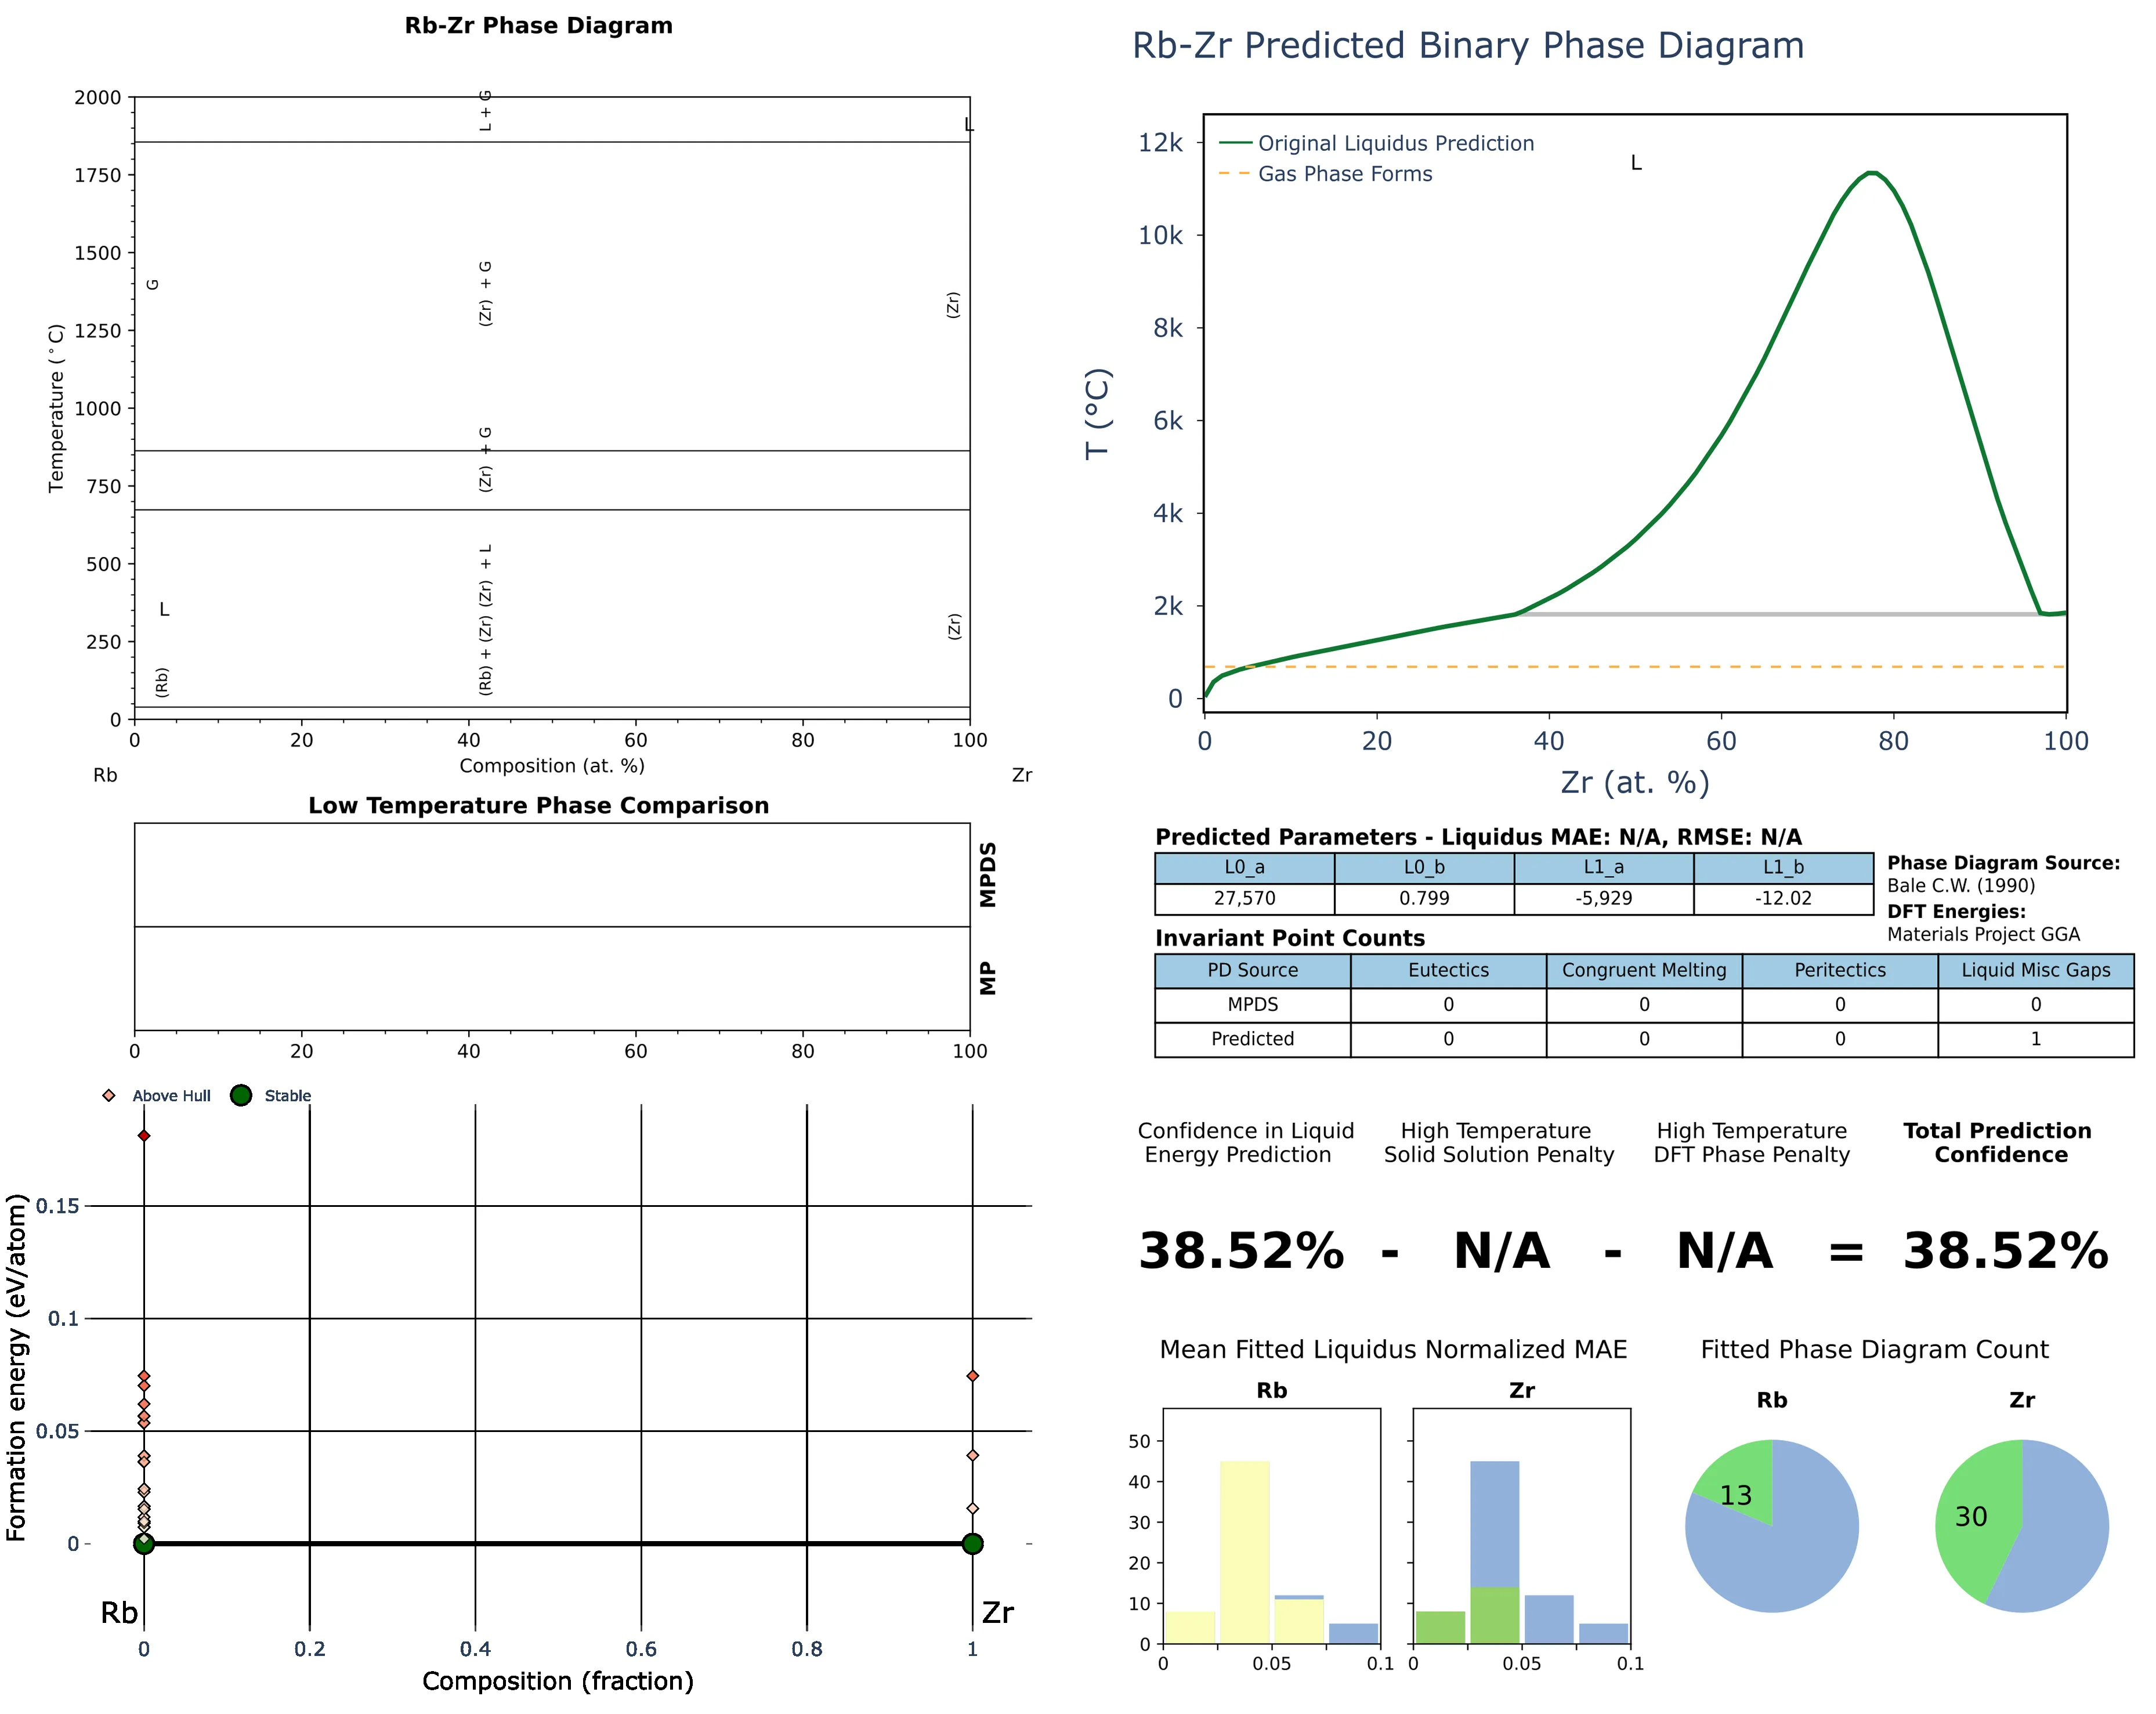 Rb-Zr Phase Diagram
2000
1750
1500
1250
1000
750
500
250
0
Temperature (°C)
L + G
L
G
(Zr) + G
(Zr)
(Zr) + G
L
(Rb) + (Zr) (Zr) + L
(Zr)
(Rb)
0 20 40 60 80 100
Composition (at. %)
Rb Zr
Low Temperature Phase Comparison
MPDS
MP
0 20 40 60 80 100
Above Hull Stable
Formation energy (eV/atom)
0.15
0.1
0.05
0
Rb Zr
0 0.2 0.4 0.6 0.8 1
Composition (fraction)
Rb-Zr Predicted Binary Phase Diagram
12k
10k
8k
6k
4k
2k
0
T (°C)
Original Liquidus Prediction
Gas Phase Forms
L
0 20 40 60 80 100
Zr (at. %)
Predicted Parameters - Liquidus MAE: N/A, RMSE: N/A
L0_a L0_b L1_a L1_b
27,570 0.799 -5,929 -12.02
Phase Diagram Source:
Bale C.W. (1990)
DFT Energies:
Materials Project GGA
Invariant Point Counts
PD Source Eutectics Congruent Melting Peritectics Liquid Misc Gaps
MPDS 0 0 0 0
Predicted 0 0 0 1
Confidence in Liquid
Energy Prediction
High Temperature
Solid Solution Penalty
High Temperature
DFT Phase Penalty
Total Prediction
Confidence
38.52% - N/A - N/A = 38.52%
Mean Fitted Liquidus Normalized MAE
Rb Zr
50
40
30
20
10
0
0 0.05 0.1
0 0.05 0.1
Fitted Phase Diagram Count
Rb Zr
13
30